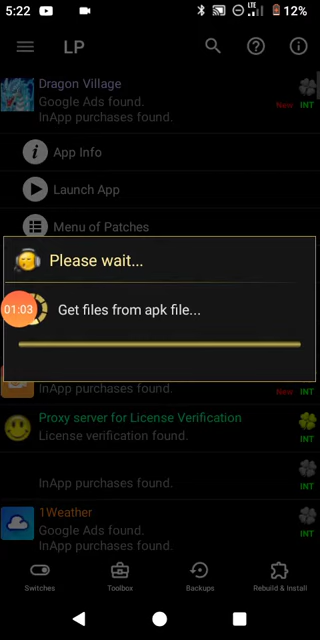 5:22
LTE
12%
LP
Dragon Village
Google Ads found.
InApp purchases found.
New INT
App Info
Launch App
Menu of Patches
Please wait...
01:03
Get files from apk file...
InApp purchases found.
New INT
Proxy server for License Verification
License verification found.
INT
InApp purchases found.
INT
1Weather
Google Ads found.
InApp purchases found.
INT
Switches
Toolbox
Backups
Rebuild & Install